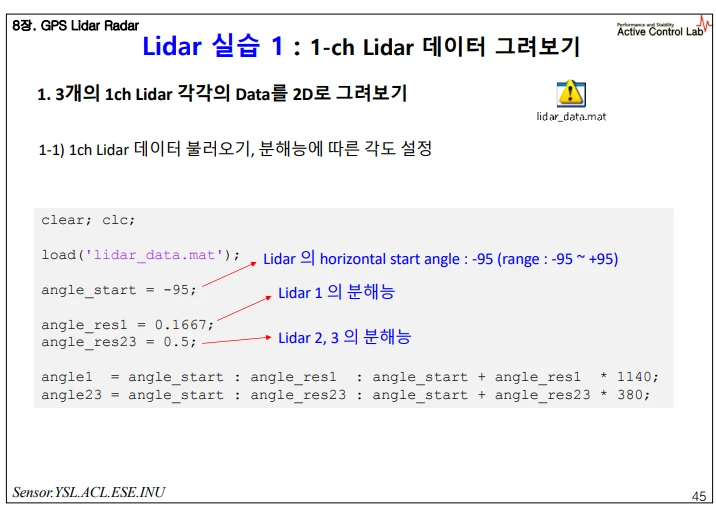 8장. GPS Lidar Radar
Performance and Stability
Active Control Lab
Lidar 실습 1 : 1-ch Lidar 데이터 그려보기
1. 3개의 1ch Lidar 각각의 Data를 2D로 그려보기
lidar_data.mat
1-1) 1ch Lidar 데이터 불러오기, 분해능에 따른 각도 설정
clear; clc;
load('lidar_data.mat');
Lidar 의 horizontal start angle : -95 (range : -95 ~ +95)
angle_start = -95;
Lidar 1 의 분해능
angle_res1 = 0.1667;
angle_res23 = 0.5;
Lidar 2, 3 의 분해능
angle1  = angle_start : angle_res1  : angle_start + angle_res1  * 1140;
angle23 = angle_start : angle_res23 : angle_start + angle_res23 * 380;
Sensor.YSL.ACL.ESE.INU
45